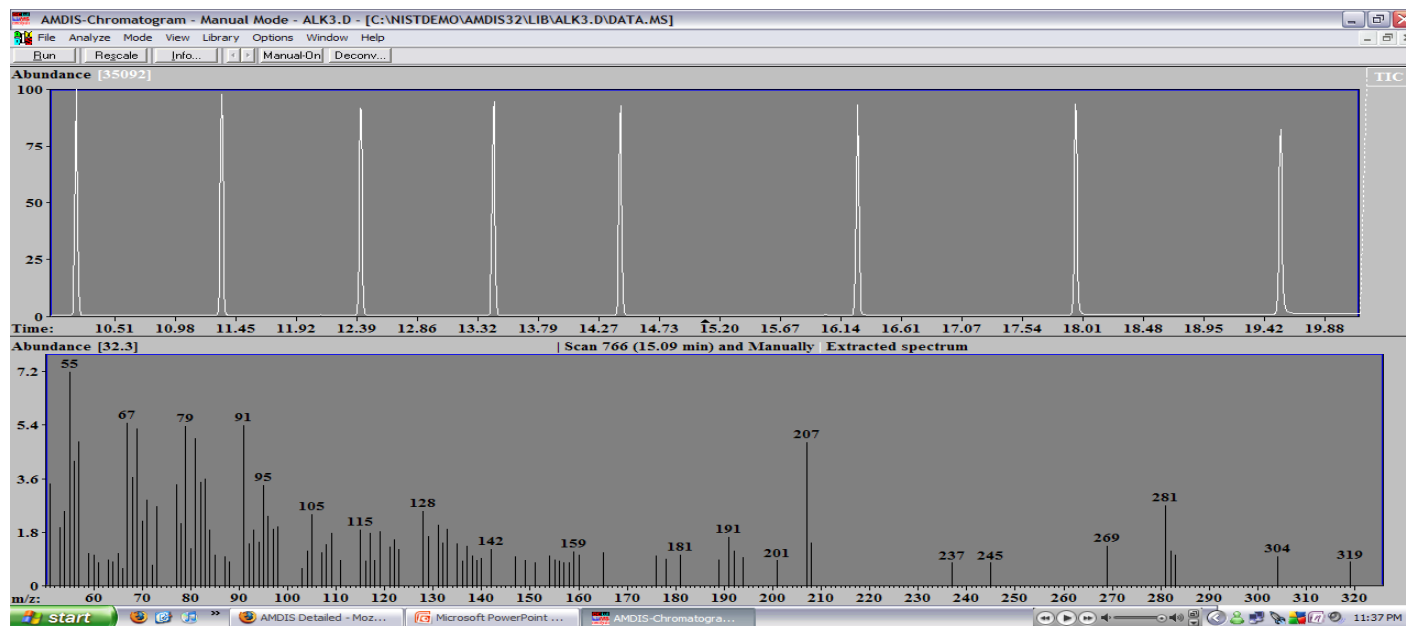 AMDIS-Chromatogram - Manual Mode - ALK3.D - [C:\NISTDEMO\AMDIS32\LIB\ALK3.D\DATA.MS]
File Analyze Mode View Library Options Window Help
Run Rescale Info... Manual-On Deconv...
Abundance [35092] TIC
100
75
50
25
0
Time: 10.51 10.98 11.45 11.92 12.39 12.86 13.32 13.79 14.27 14.73 15.20 15.67 16.14 16.61 17.07 17.54 18.01 18.48 18.95 19.42 19.88
Abundance [32.3] | Scan 766 (15.09 min) and Manually | Extracted spectrum
7.2 55
5.4 67 79 91 207
3.6 95 281
105 128
1.8 115 142 159 181 191 201 237 245 269 304 319
0
m/z: 60 70 80 90 100 110 120 130 140 150 160 170 180 190 200 210 220 230 240 250 260 270 280 290 300 310 320
start » AMDIS Detailed - Moz... Microsoft PowerPoint ... AMDIS-Chromatogra... 11:37 PM